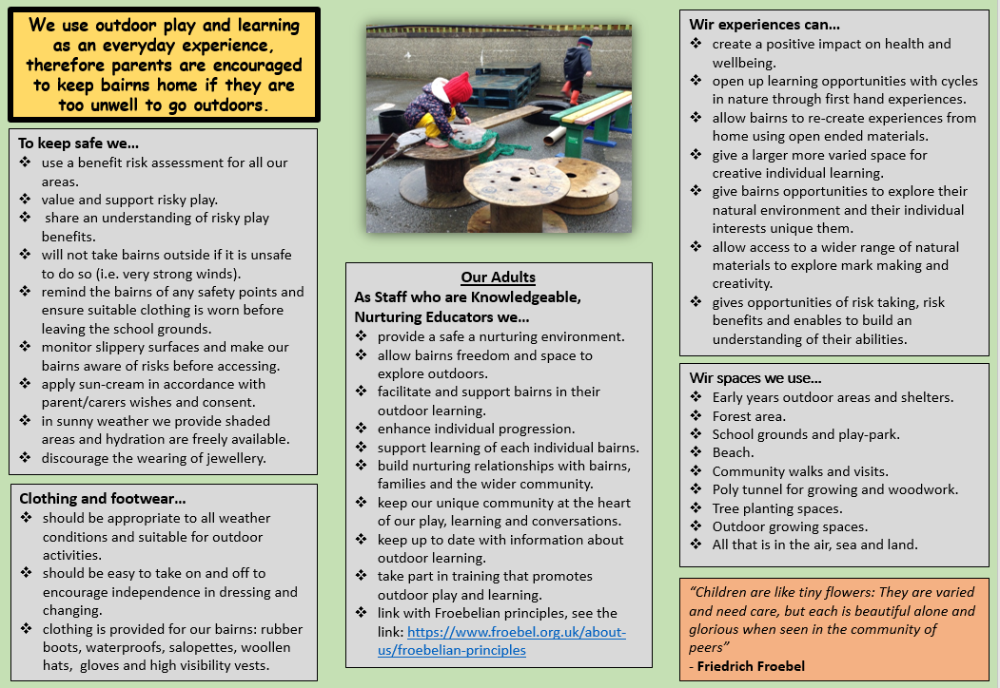 We use outdoor play and learning
as an everyday experience,
therefore parents are encouraged
to keep bairns home if they are
too unwell to go outdoors.
To keep safe we...
❖ use a benefit risk assessment for all our
areas.
❖ value and support risky play.
❖ share an understanding of risky play
benefits.
❖ will not take bairns outside if it is unsafe
to do so (i.e. very strong winds).
❖ remind the bairns of any safety points and
ensure suitable clothing is worn before
leaving the school grounds.
❖ monitor slippery surfaces and make our
bairns aware of risks before accessing.
❖ apply sun-cream in accordance with
parent/carers wishes and consent.
❖ in sunny weather we provide shaded
areas and hydration are freely available.
❖ discourage the wearing of jewellery.
Clothing and footwear...
❖ should be appropriate to all weather
conditions and suitable for outdoor
activities.
❖ should be easy to take on and off to
encourage independence in dressing and
changing.
❖ clothing is provided for our bairns: rubber
boots, waterproofs, salopettes, woollen
hats, gloves and high visibility vests.
Our Adults
As Staff who are Knowledgeable,
Nurturing Educators we...
❖ provide a safe a nurturing environment.
❖ allow bairns freedom and space to
explore outdoors.
❖ facilitate and support bairns in their
outdoor learning.
❖ enhance individual progression.
❖ support learning of each individual bairns.
❖ build nurturing relationships with bairns,
families and the wider community.
❖ keep our unique community at the heart
of our play, learning and conversations.
❖ keep up to date with information about
outdoor learning.
❖ take part in training that promotes
outdoor play and learning.
❖ link with Froebelian principles, see the
link: https://www.froebel.org.uk/about-
us/froebelian-principles
Wir experiences can...
❖ create a positive impact on health and
wellbeing.
❖ open up learning opportunities with cycles
in nature through first hand experiences.
❖ allow bairns to re-create experiences from
home using open ended materials.
❖ give a larger more varied space for
creative individual learning.
❖ give bairns opportunities to explore their
natural environment and their individual
interests unique them.
❖ allow access to a wider range of natural
materials to explore mark making and
creativity.
❖ gives opportunities of risk taking, risk
benefits and enables to build an
understanding of their abilities.
Wir spaces we use...
❖ Early years outdoor areas and shelters.
❖ Forest area.
❖ School grounds and play-park.
❖ Beach.
❖ Community walks and visits.
❖ Poly tunnel for growing and woodwork.
❖ Tree planting spaces.
❖ Outdoor growing spaces.
❖ All that is in the air, sea and land.
“Children are like tiny flowers: They are varied
and need care, but each is beautiful alone and
glorious when seen in the community of
peers”
- Friedrich Froebel